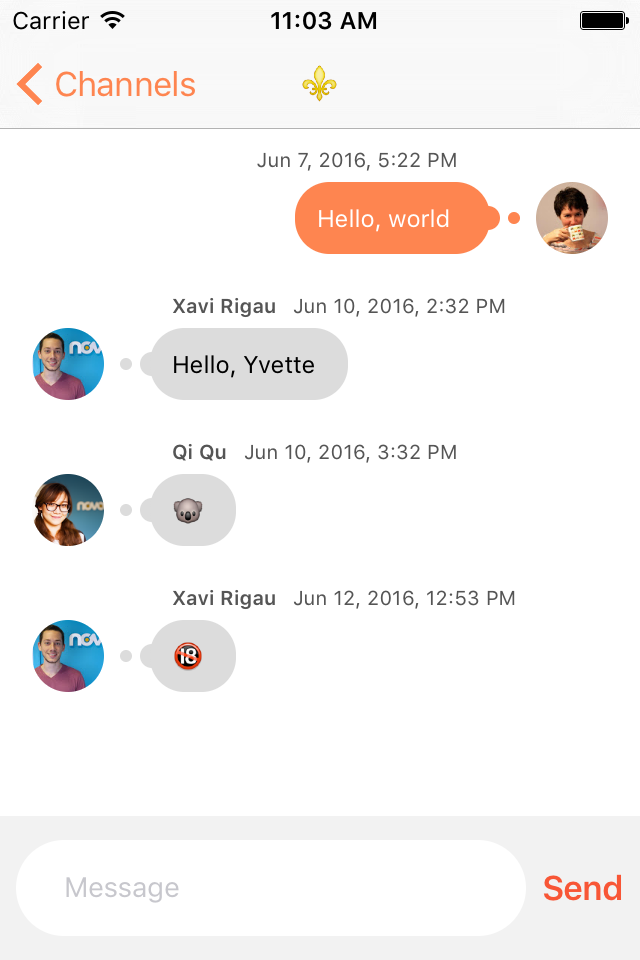 Carrier 11:03 AM
Channels ⚜️
Jun 7, 2016, 5:22 PM
Hello, world
Xavi Rigau Jun 10, 2016, 2:32 PM
Hello, Yvette
Qi Qu Jun 10, 2016, 3:32 PM
🐨
Xavi Rigau Jun 12, 2016, 12:53 PM
🔞
Message Send